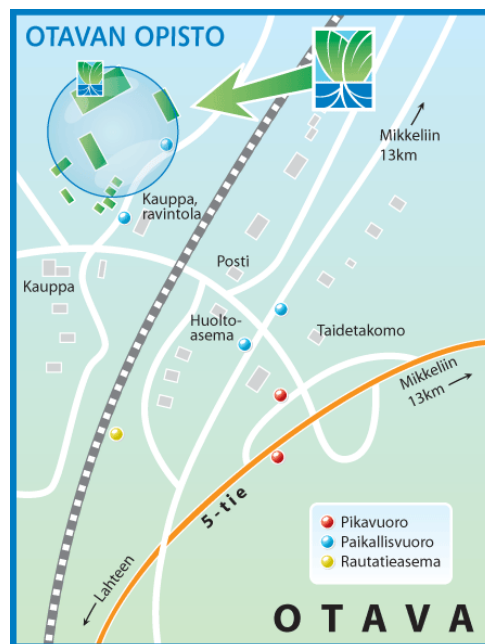 OTAVAN OPISTO
Mikkeliin
13km
Kauppa,
ravintola
Posti
Kauppa
Huolto-
asema
Taidetakomo
Mikkeliin
13km
5-tie
Pikavuoro
Paikallisvuoro
Rautatieasema
Lahteen
OTAVA